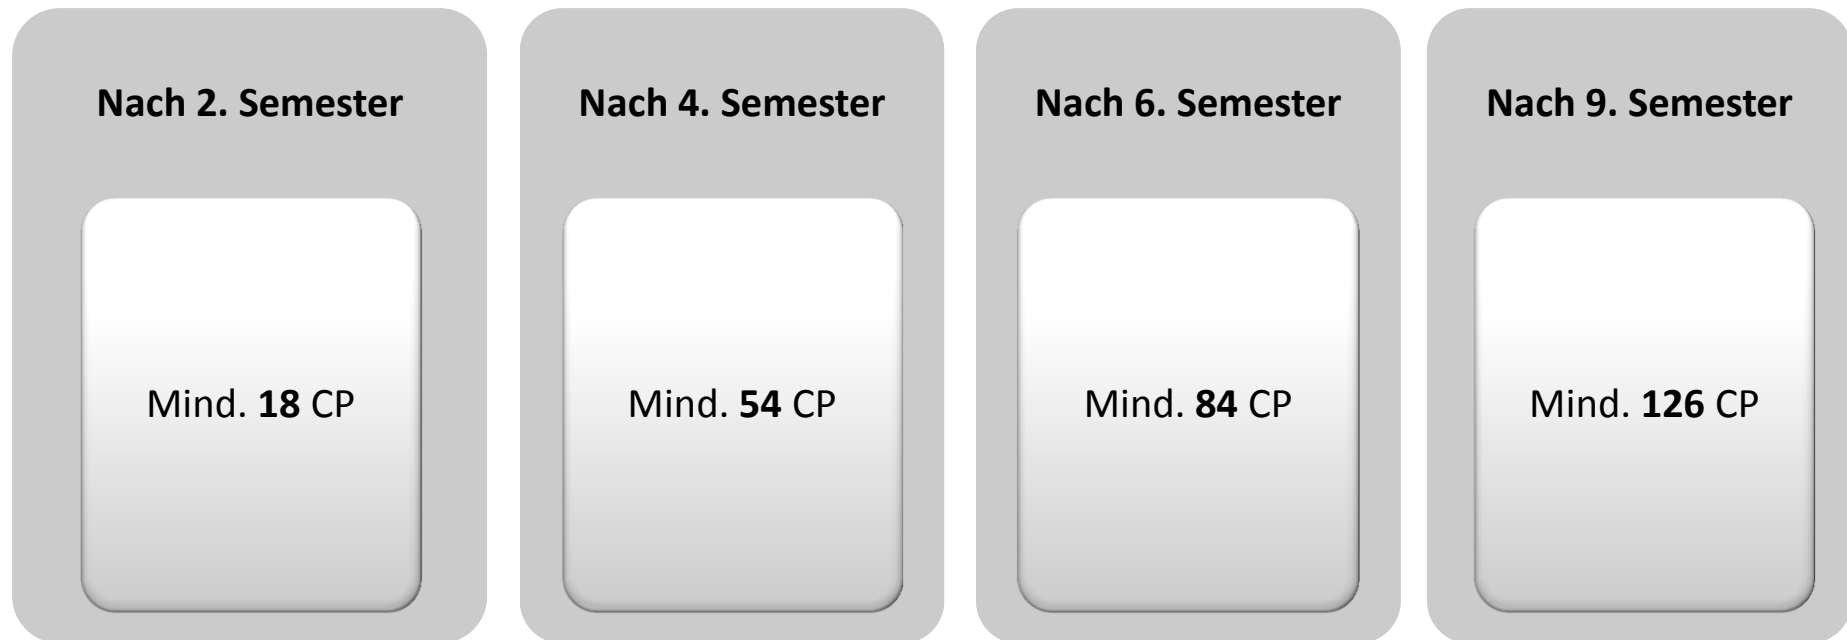 Nach 2. Semester
Mind. 18 CP
Nach 4. Semester
Mind. 54 CP
Nach 6. Semester
Mind. 84 CP
Nach 9. Semester
Mind. 126 CP